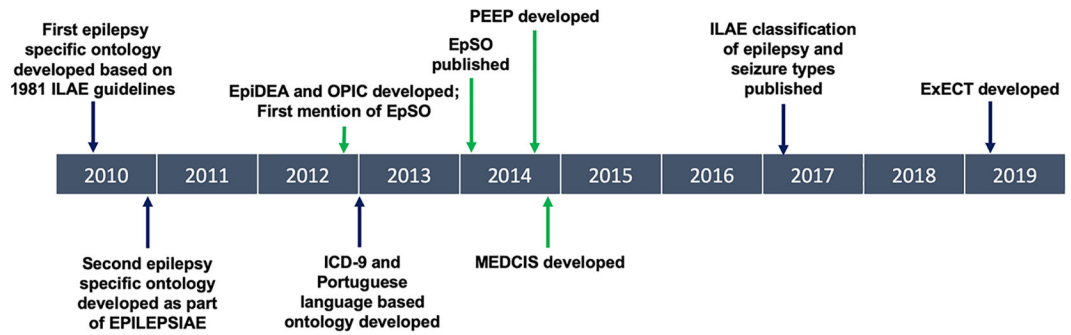 First epilepsy
specific ontology
developed based on
1981 ILAE guidelines
EpiDEA and OPIC developed;
First mention of EpSO
EpSO
published
PEEP developed
ILAE classification
of epilepsy and
seizure types
published
ExECT developed
2010 2011 2012 2013 2014 2015 2016 2017 2018 2019
Second epilepsy
specific ontology
developed as part
of EPILEPSIAE
ICD-9 and
Portuguese
language based
ontology developed
MEDCIS developed